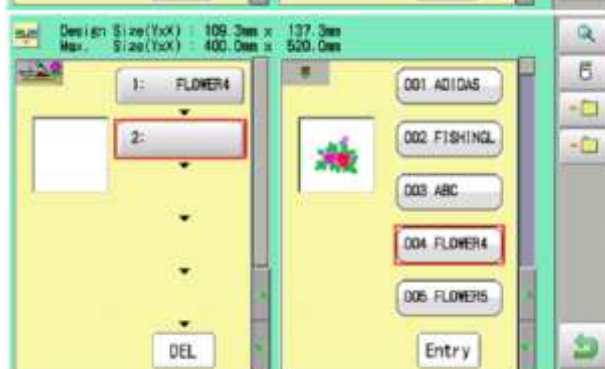 Design Size(YxX) : 109.3mm x 137.3mm
Max. Size(YxX) : 400.0mm x 520.0mm
1: FLOWER4
2:
001 ADIDAS
002 FISHINGL
003 ABC
004 FLOWER4
005 FLOWER5
DEL
Entry